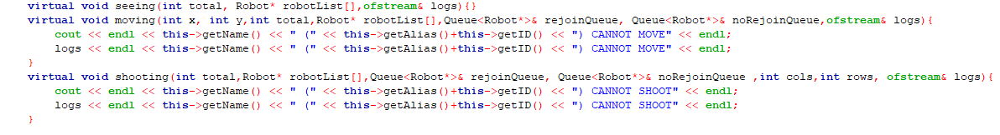 virtual void seeing(int total, Robot* robotList[],ofstream& logs){}
virtual void moving(int x, int y,int total,Robot* robotList[],Queue<Robot*>& rejoinQueue, Queue<Robot*>& noRejoinQueue,ofstream& logs){
    cout << endl << this->getName() << " (" << this->getAlias()+this->getID() << ") CANNOT MOVE" << endl;
    logs << endl << this->getName() << " (" << this->getAlias()+this->getID() << ") CANNOT MOVE" << endl;
}
virtual void shooting(int total,Robot* robotList[],Queue<Robot*>& rejoinQueue, Queue<Robot*>& noRejoinQueue ,int cols,int rows, ofstream& logs){
    cout << endl << this->getName() << " (" << this->getAlias()+this->getID() << ") CANNOT SHOOT" << endl;
    logs << endl << this->getName() << " (" << this->getAlias()+this->getID() << ") CANNOT SHOOT" << endl;
}